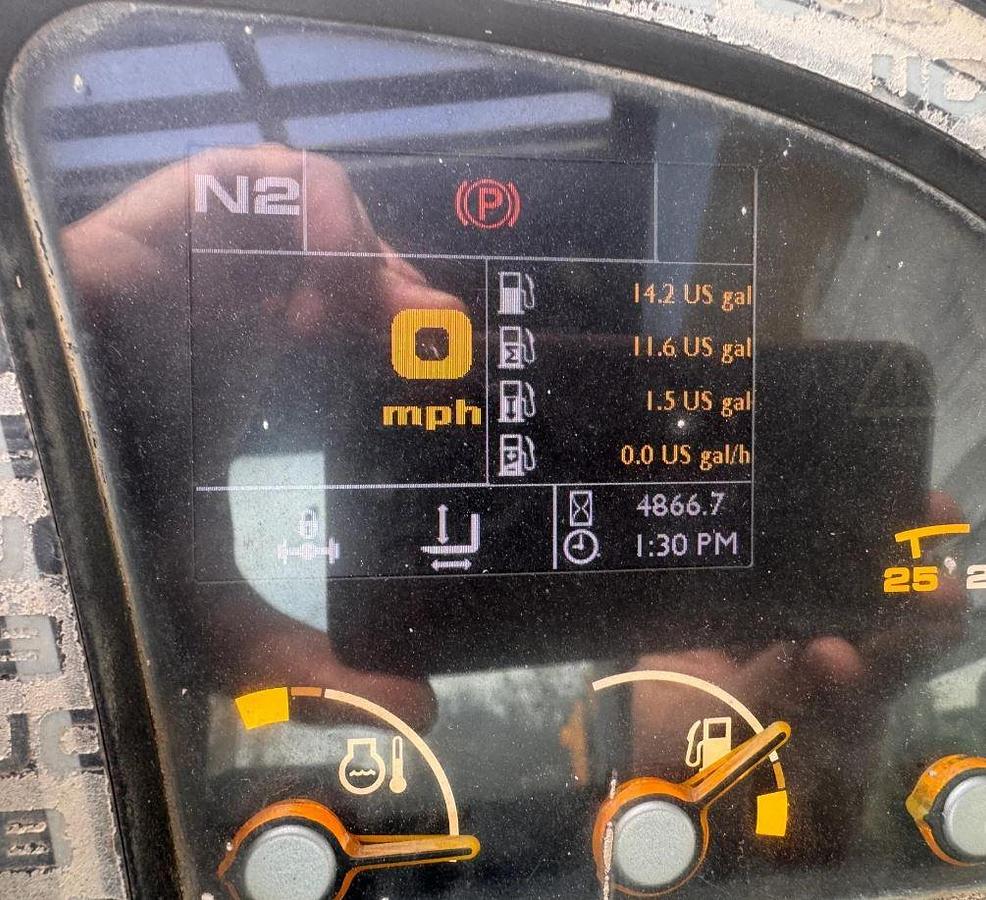 N2
P
14.2 US gal
11.6 US gal
0
mph
1.5 US gal
0.0 US gal/h
4866.7
1:30 PM
25
2